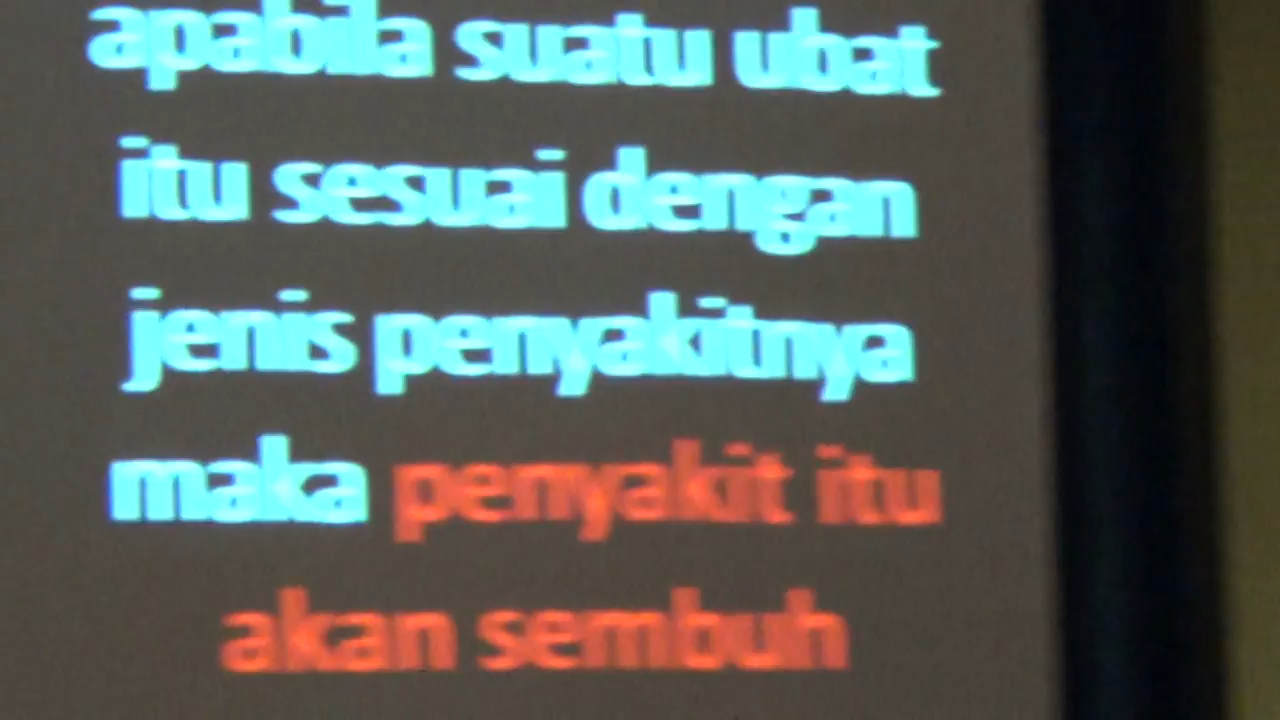 apabila suatu ubat
itu sesuai dengan
jenis penyakitnya
maka penyakit itu
akan sembuh